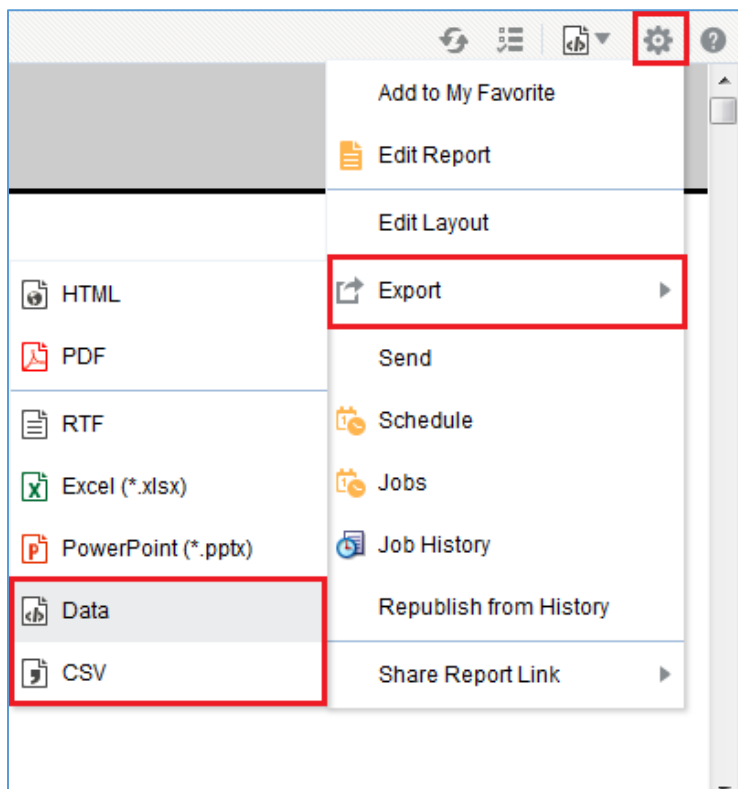 Add to My Favorite
Edit Report
Edit Layout
Export
Send
Schedule
Jobs
Job History
Republish from History
Share Report Link
HTML
PDF
RTF
Excel (*.xlsx)
PowerPoint (*.pptx)
Data
CSV